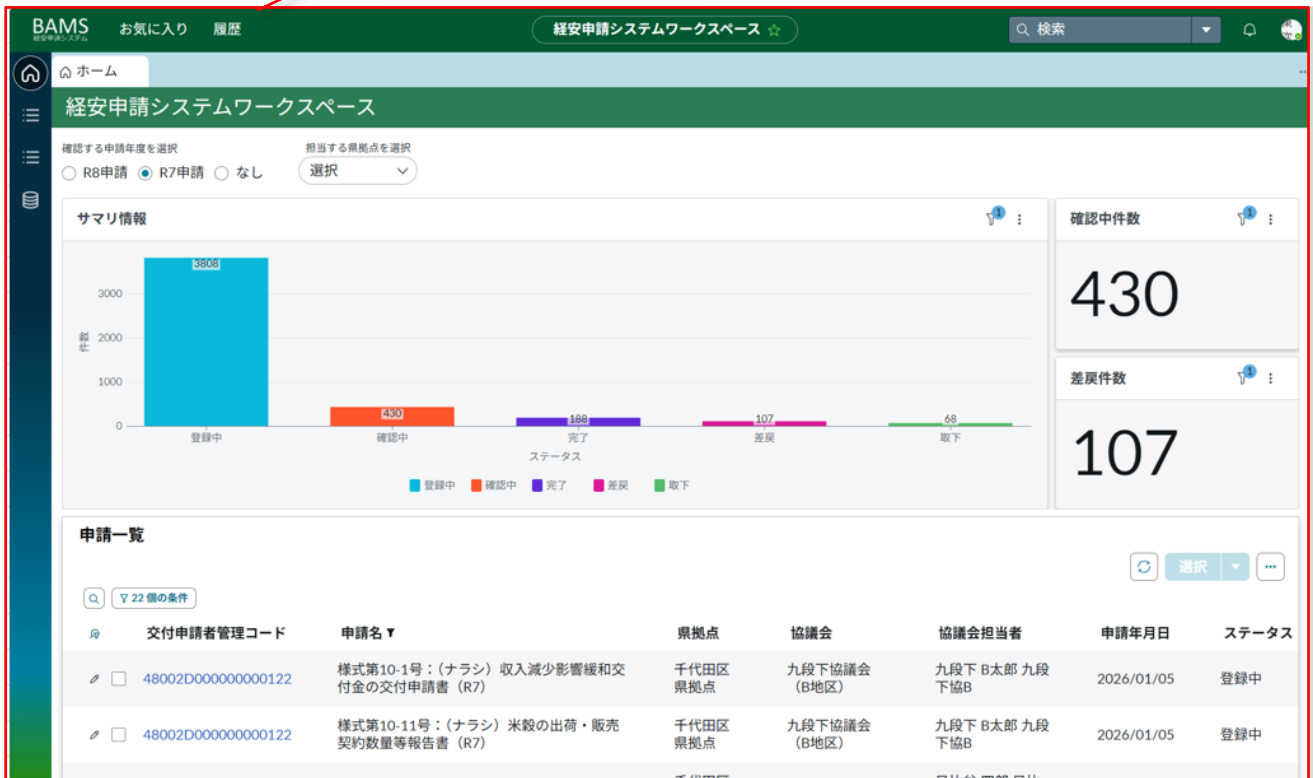 BAMS
経安申請システム
お気に入り 履歴
経安申請システムワークスペース
検索
ホーム
経安申請システムワークスペース
確認する申請年度を選択
担当する県拠点を選択
R8申請 R7申請 なし
選択
サマリ情報
1
確認中件数
1
430
差戻件数
1
107
3808
3000
2000
1000
0
件数
430
188
107
68
登録中 確認中 完了 差戻 取下
ステータス
登録中 確認中 完了 差戻 取下
申請一覧
選択
22 個の条件
交付申請者管理コード 申請名▼ 県拠点 協議会 協議会担当者 申請年月日 ステータス
48002D000000000122
様式第10-1号：（ナラシ）収入減少影響緩和交
付金の交付申請書（R7）
千代田区
県拠点
九段下協議会
（B地区）
九段下 B太郎 九段
下協B
2026/01/05
登録中
48002D000000000122
様式第10-11号：（ナラシ）米穀の出荷・販売
契約数量等報告書（R7）
千代田区
県拠点
九段下協議会
（B地区）
九段下 B太郎 九段
下協B
2026/01/05
登録中